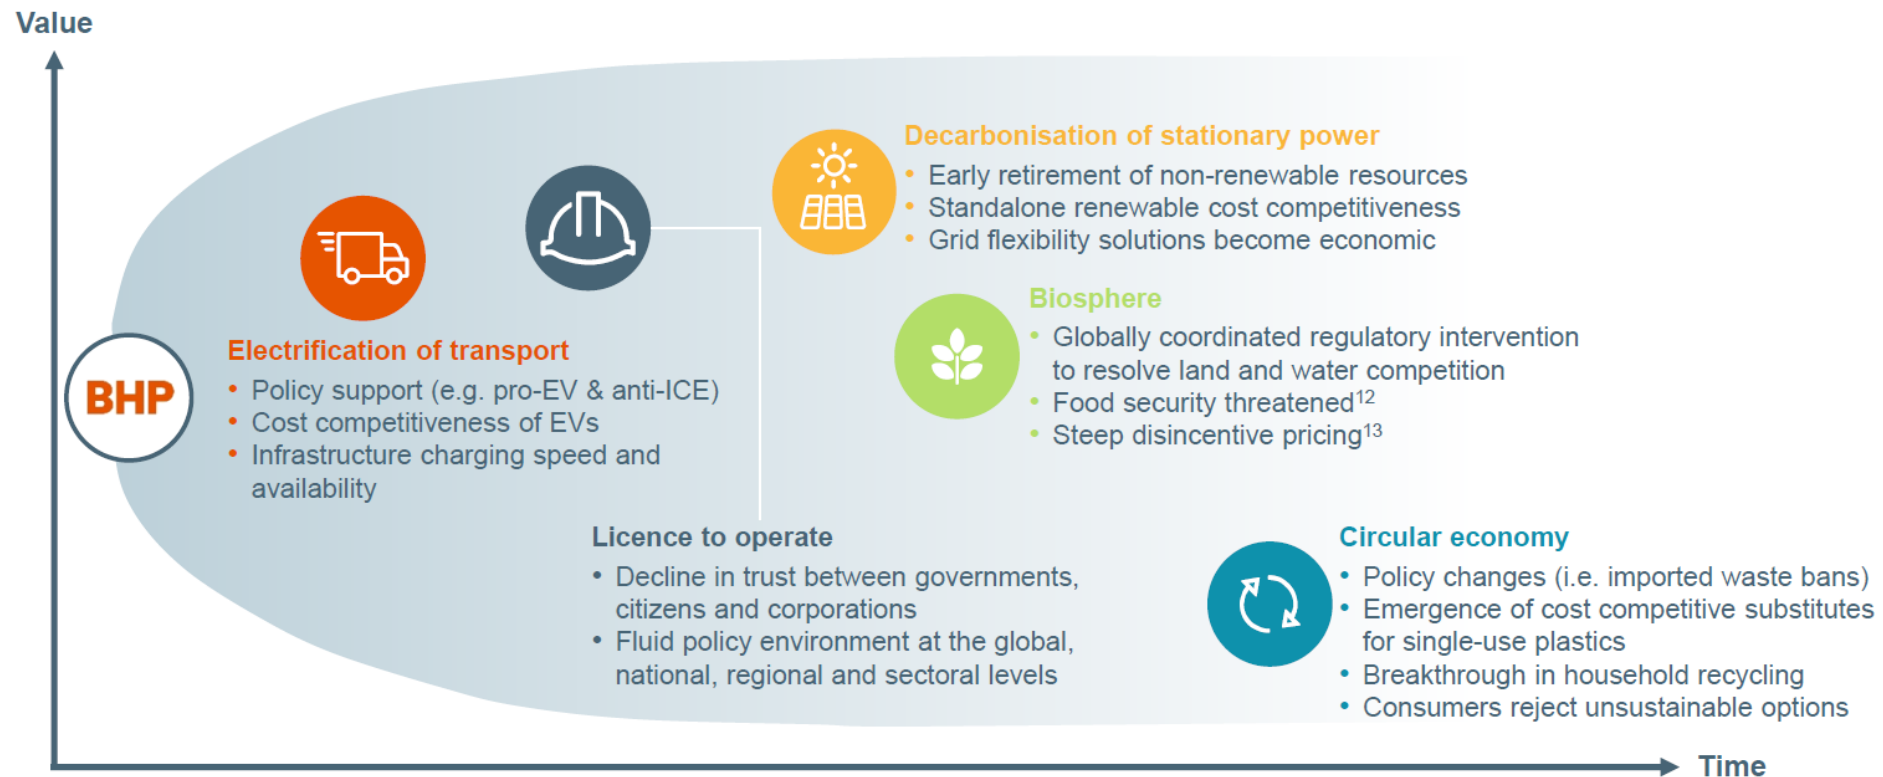 Value
Decarbonisation of stationary power
• Early retirement of non-renewable resources
• Standalone renewable cost competitiveness
• Grid flexibility solutions become economic
Biosphere
• Globally coordinated regulatory intervention
to resolve land and water competition
• Food security threatened12
• Steep disincentive pricing13
BHP
Electrification of transport
• Policy support (e.g. pro-EV & anti-ICE)
• Cost competitiveness of EVs
• Infrastructure charging speed and
availability
Licence to operate
• Decline in trust between governments,
citizens and corporations
• Fluid policy environment at the global,
national, regional and sectoral levels
Circular economy
• Policy changes (i.e. imported waste bans)
• Emergence of cost competitive substitutes
for single-use plastics
• Breakthrough in household recycling
• Consumers reject unsustainable options
Time